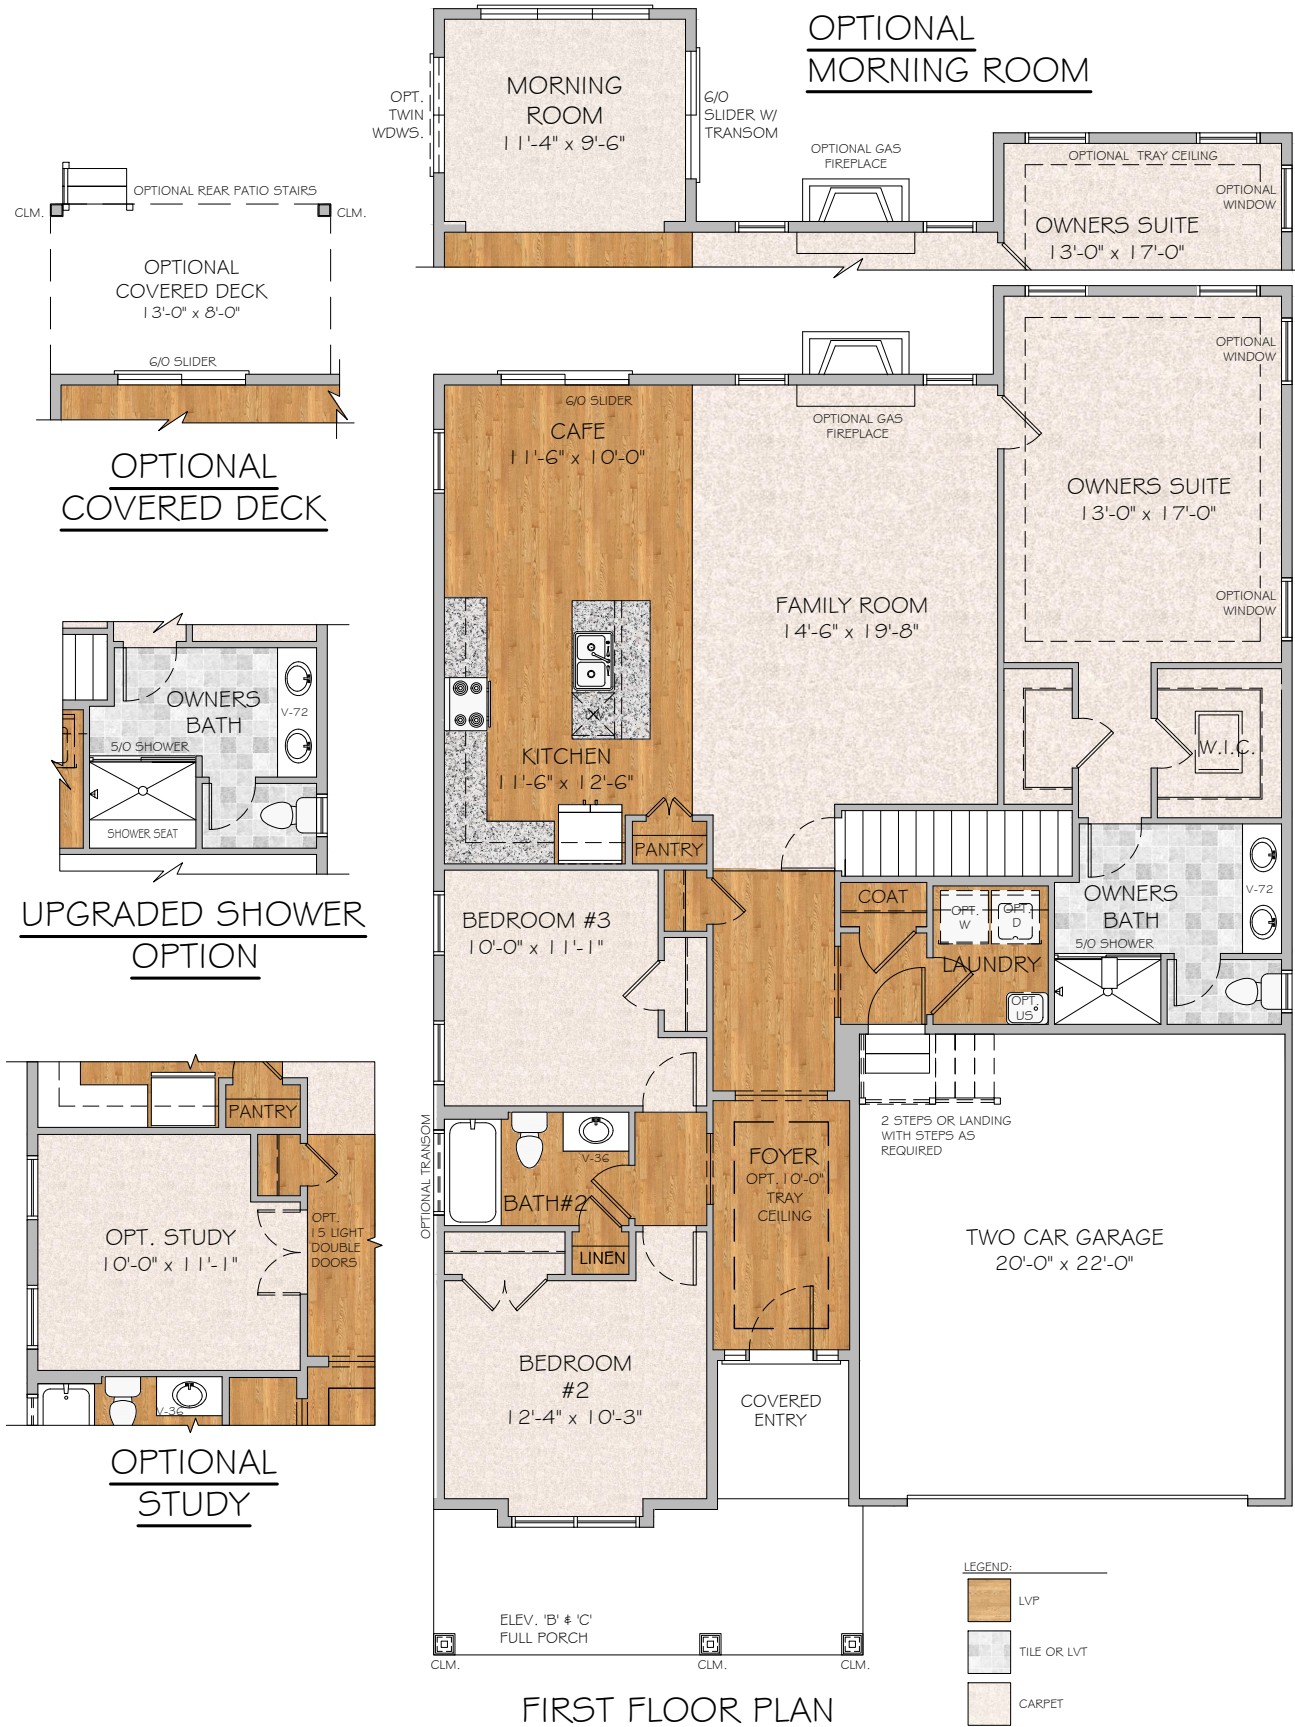 OPTIONAL
MORNING ROOM
MORNING
ROOM
11'-4" x 9'-6"
OPT.
TWIN
WDWS.
6/0
SLIDER W/
TRANSOM
OPTIONAL GAS
FIREPLACE
OPTIONAL TRAY CEILING
OPTIONAL
WINDOW
OWNERS SUITE
13'-0" x 17'-0"
OPTIONAL REAR PATIO STAIRS
CLM.
CLM.
OPTIONAL
COVERED DECK
13'-0" x 8'-0"
6/0 SLIDER
OPTIONAL
COVERED DECK
6/0 SLIDER
CAFE
11'-6" x 10'-0"
OPTIONAL GAS
FIREPLACE
OPTIONAL
WINDOW
OWNERS SUITE
13'-0" x 17'-0"
OPTIONAL
WINDOW
FAMILY ROOM
14'-6" x 19'-8"
KITCHEN
11'-6" x 12'-6"
PANTRY
W.I.C.
OWNERS
BATH
V-72
5/0 SHOWER
SHOWER SEAT
UPGRADED SHOWER
OPTION
BEDROOM #3
10'-0" x 11'-1"
COAT
OPT.
W
OPT.
D
LAUNDRY
OPT.
US
OWNERS
BATH
V-72
5/0 SHOWER
2 STEPS OR LANDING
WITH STEPS AS
REQUIRED
PANTRY
OPT. STUDY
10'-0" x 11'-1"
OPT.
15 LIGHT
DOUBLE
DOORS
V-36
OPTIONAL
STUDY
OPTIONAL TRANSOM
V-36
BATH#2
LINEN
FOYER
OPT. 10'-0"
TRAY
CEILING
TWO CAR GARAGE
20'-0" x 22'-0"
BEDROOM
#2
12'-4" x 10'-3"
COVERED
ENTRY
ELEV. 'B' & 'C'
FULL PORCH
CLM.
CLM.
CLM.
FIRST FLOOR PLAN
LEGEND:
LVP
TILE OR LVT
CARPET